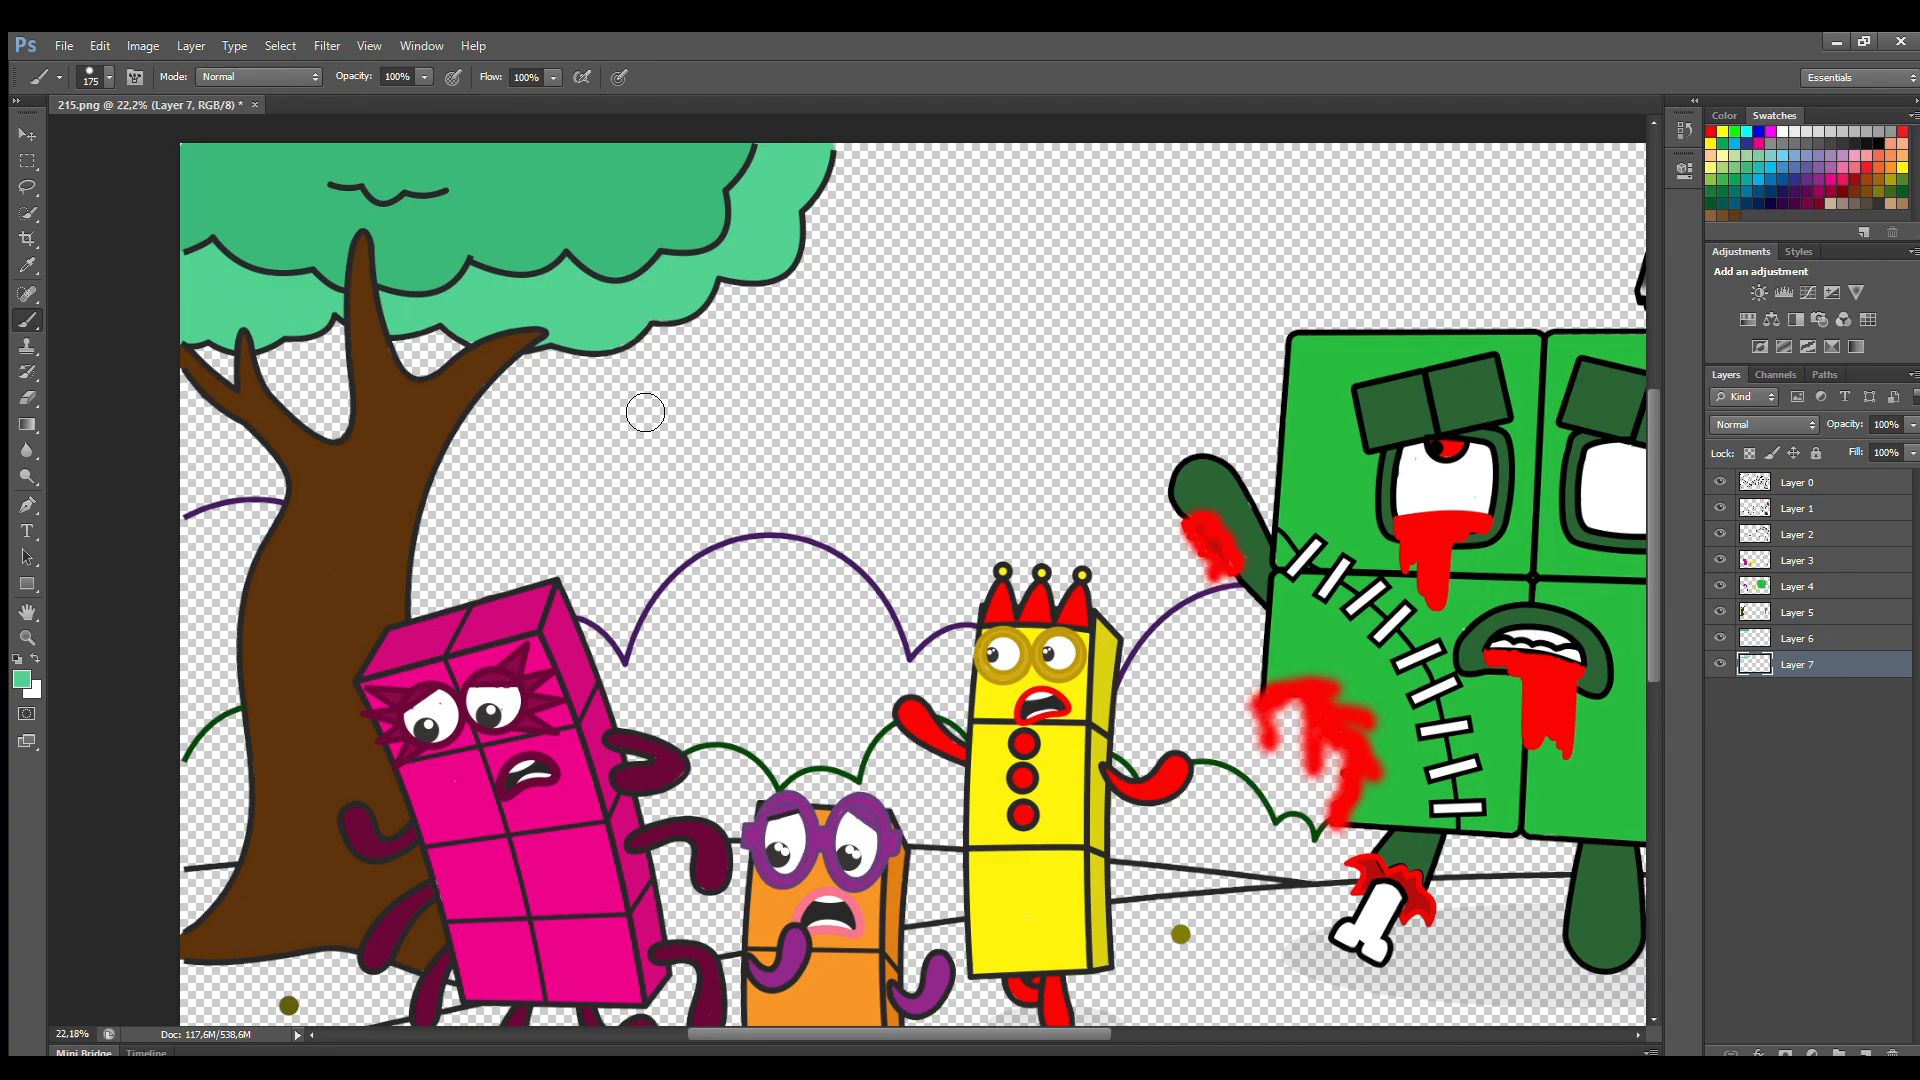 Ps File Edit Image Layer Type Select Filter View Window Help
175 Mode: Normal Opacity: 100% Flow: 100% Essentials
215.png @ 22,2% (Layer 7, RGB/8) * ×
Color Swatches
Adjustments Styles
Add an adjustment
Layers Channels Paths
Kind
Normal Opacity: 100%
Lock: Fill: 100%
Layer 0
Layer 1
Layer 2
Layer 3
Layer 4
Layer 5
Layer 6
Layer 7
22,18% Doc: 117,6M/538,6M
Mini Bridge Timeline